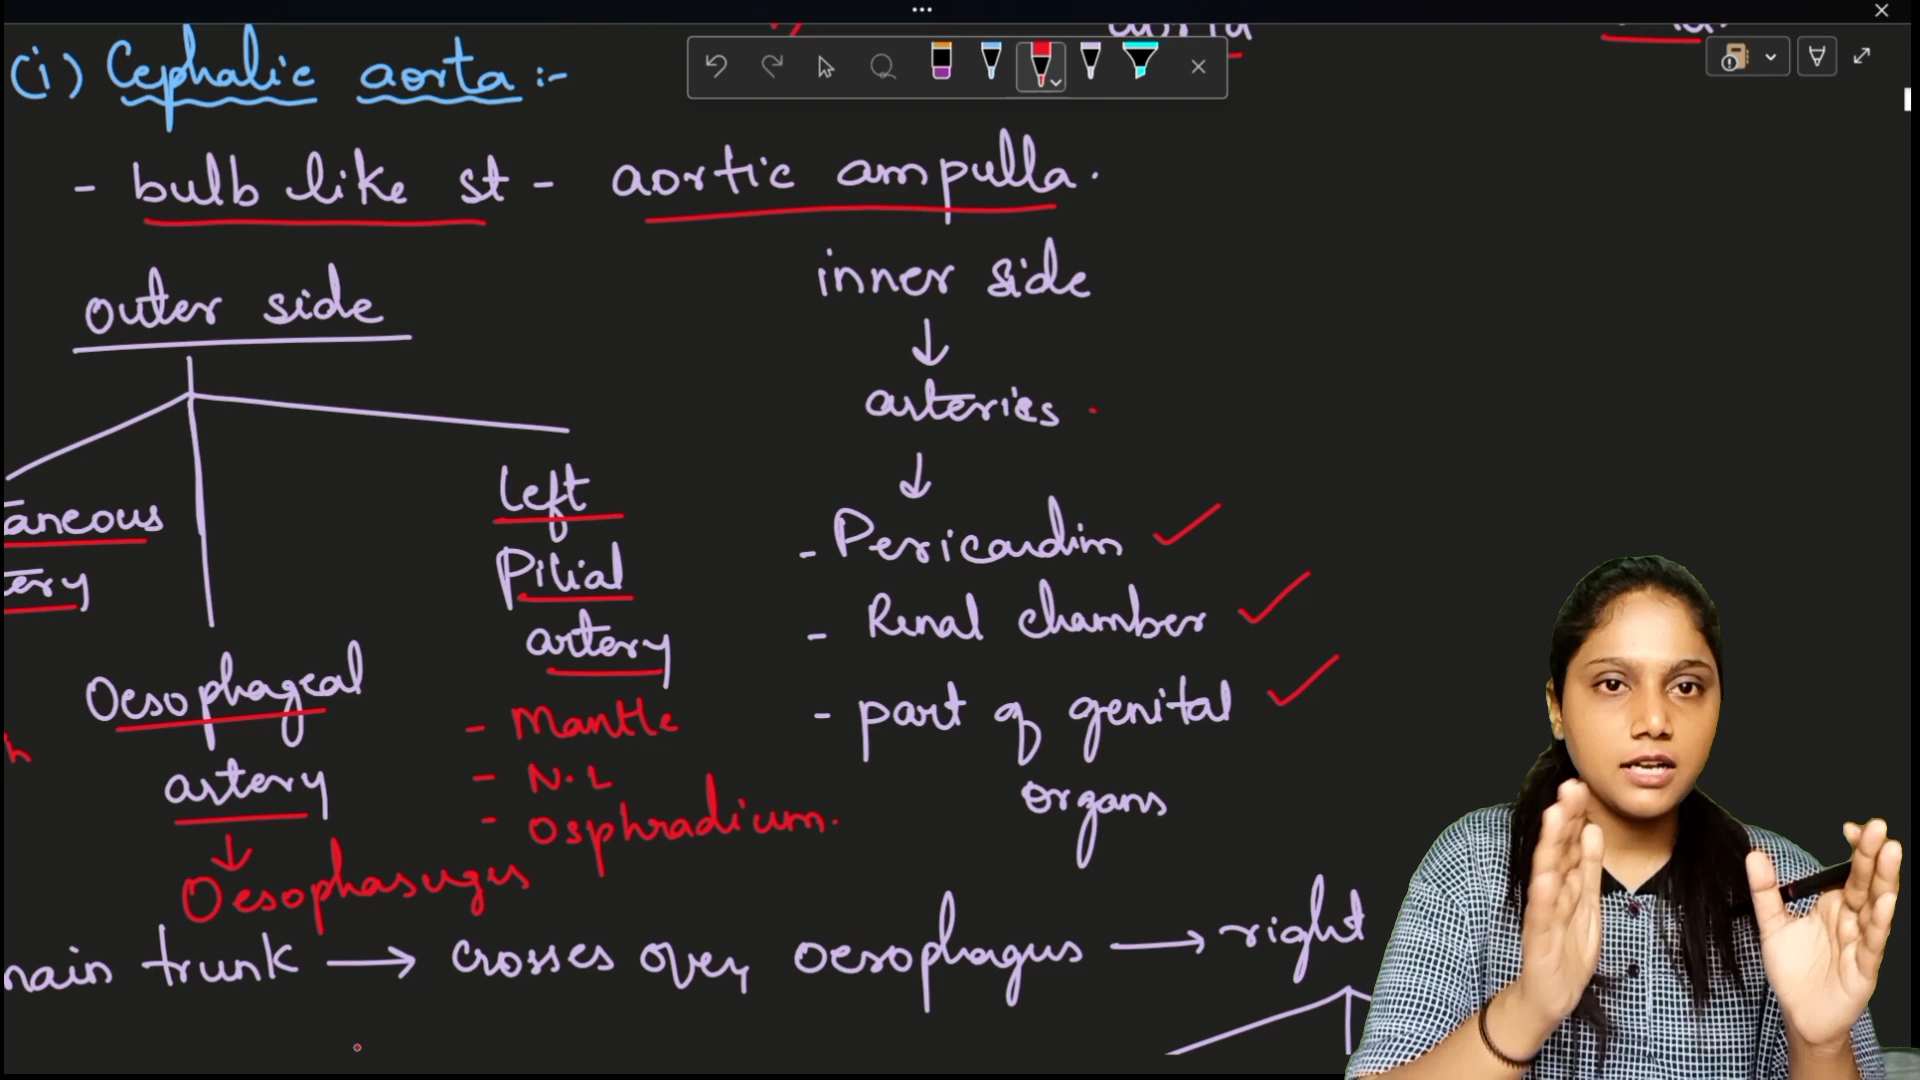 (i) Cephalic aorta :-
- bulb like st - aortic ampulla.
outer side
inner side
arteries
aneous
ery
Oesophageal
artery
Left
Pilial
artery
- Mantle
- N.L
- Osphradium.
- Pericardim
- Renal chamber
- part of genital
organs
main trunk → crosses over oesophagus → right